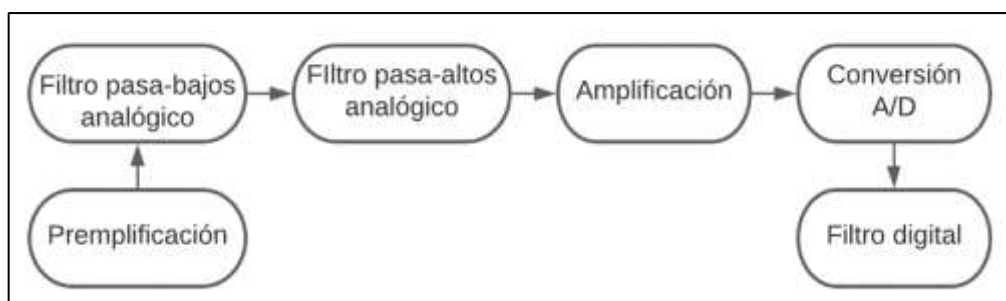 Filtro pasa-bajos
analógico
FIltro pasa-altos
analógico
Amplificación
Conversión
A/D
Premplificación
Filtro digital